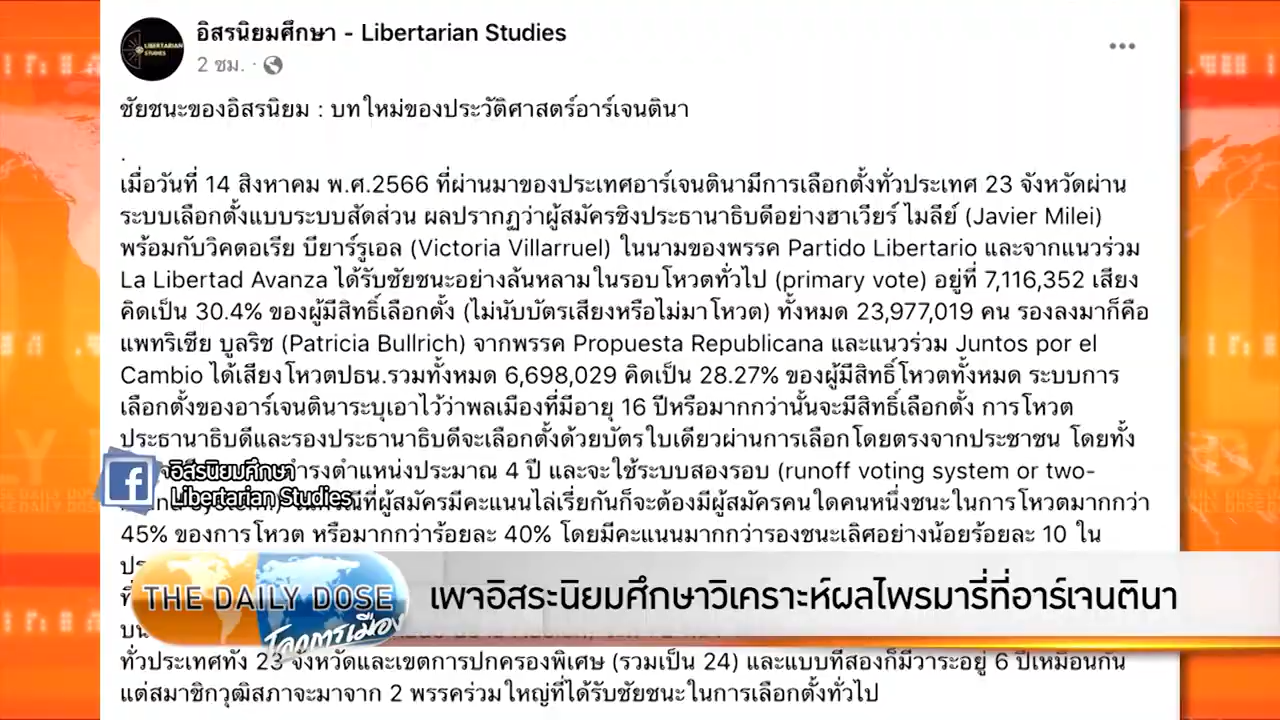 อิสรนิยมศึกษา - Libertarian Studies
2 ชม.
LIBERTARIAN
STUDIES
ชัยชนะของอิสรนิยม : บทใหม่ของประวัติศาสตร์อาร์เจนตินา
.
เมื่อวันที่ 14 สิงหาคม พ.ศ.2566 ที่ผ่านมาของประเทศอาร์เจนตินามีการเลือกตั้งทั่วประเทศ 23 จังหวัดผ่าน
ระบบเลือกตั้งแบบระบบสัดส่วน ผลปรากฏว่าผู้สมัครชิงประธานาธิบดีอย่างฮาเวียร์ ไมลีย์ (Javier Milei)
พร้อมกับวิคตอเรีย บียาร์รูเอล (Victoria Villarruel) ในนามของพรรค Partido Libertario และจากแนวร่วม
La Libertad Avanza ได้รับชัยชนะอย่างล้นหลามในรอบโหวตทั่วไป (primary vote) อยู่ที่ 7,116,352 เสียง
คิดเป็น 30.4% ของผู้มีสิทธิ์เลือกตั้ง (ไม่นับบัตรเสียงหรือไม่มาโหวต) ทั้งหมด 23,977,019 คน รองลงมาก็คือ
แพทริเชีย บูลริช (Patricia Bullrich) จากพรรค Propuesta Republicana และแนวร่วม Juntos por el
Cambio ได้เสียงโหวตปธน.รวมทั้งหมด 6,698,029 คิดเป็น 28.27% ของผู้มีสิทธิ์โหวตทั้งหมด ระบบการ
เลือกตั้งของอาร์เจนตินาระบุเอาไว้ว่าพลเมืองที่มีอายุ 16 ปีหรือมากกว่านั้นจะมีสิทธิ์เลือกตั้ง การโหวต
ประธานาธิบดีและรองประธานาธิบดีจะเลือกตั้งด้วยบัตรใบเดียวผ่านการเลือกโดยตรงจากประชาชน โดยทั้ง
ดำรงตำแหน่งประมาณ 4 ปี และจะใช้ระบบสองรอบ (runoff voting system or two-
ที่ผู้สมัครมีคะแนนไล่เรี่ยกันก็จะต้องมีผู้สมัครคนใดคนหนึ่งชนะในการโหวตมากกว่า
45% ของการโหวต หรือมากกว่าร้อยละ 40% โดยมีคะแนนมากกว่ารองชนะเลิศอย่างน้อยร้อยละ 10 ใน
อิสรนิยมศึกษา
Libertarian Studies
THE DAILY DOSE
โลกการเมือง
เพจอิสระนิยมศึกษาวิเคราะห์ผลไพรมารี่ที่อาร์เจนตินา
ทั่วประเทศทั้ง 23 จังหวัดและเขตการปกครองพิเศษ (รวมเป็น 24) และแบบที่สองก็มีวาระอยู่ 6 ปีเหมือนกัน
แต่สมาชิกวุฒิสภาจะมาจาก 2 พรรคร่วมใหญ่ที่ได้รับชัยชนะในการเลือกตั้งทั่วไป